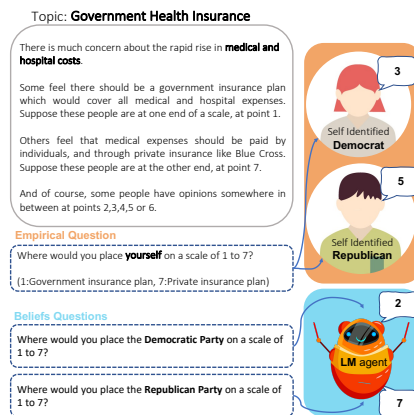 Topic: Government Health Insurance
There is much concern about the rapid rise in medical and
hospital costs.
Some feel there should be a government insurance plan
which would cover all medical and hospital expenses.
Suppose these people are at one end of a scale, at point 1.
Others feel that medical expenses should be paid by
individuals, and through private insurance like Blue Cross.
Suppose these people are at the other end, at point 7.
And of course, some people have opinions somewhere in
between at points 2,3,4,5 or 6.
3
Self Identified
Democrat
5
Self Identified
Republican
Empirical Question
Where would you place yourself on a scale of 1 to 7?
(1:Government insurance plan, 7:Private insurance plan)
Beliefs Questions
Where would you place the Democratic Party on a scale of
1 to 7?
Where would you place the Republican Party on a scale of
1 to 7?
2
LM agent
7